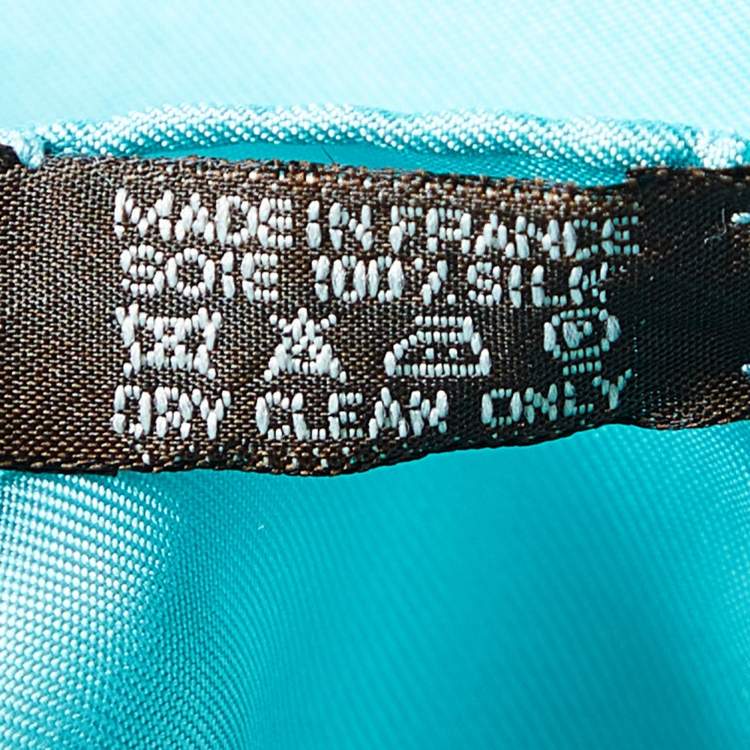 MADE IN FRANCE
SOIE 100% SILK
DRY CLEAN ONLY